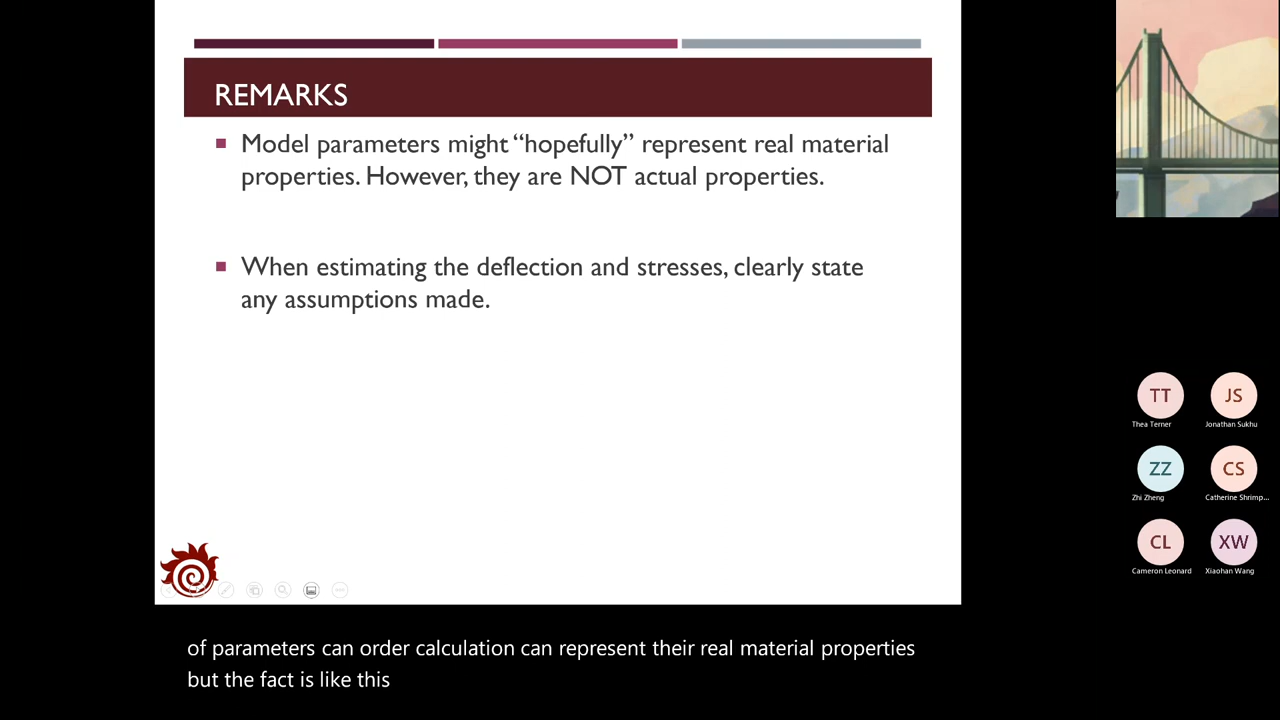 REMARKS
Model parameters might “hopefully” represent real material
properties. However, they are NOT actual properties.
When estimating the deflection and stresses, clearly state
any assumptions made.
TT
JS
Thea Terner
Jonathan Sukhu
ZZ
CS
Zhi Zheng
Catherine Shrimp...
CL
XW
Cameron Leonard
Xiaohan Wang
of parameters can order calculation can represent their real material properties
but the fact is like this